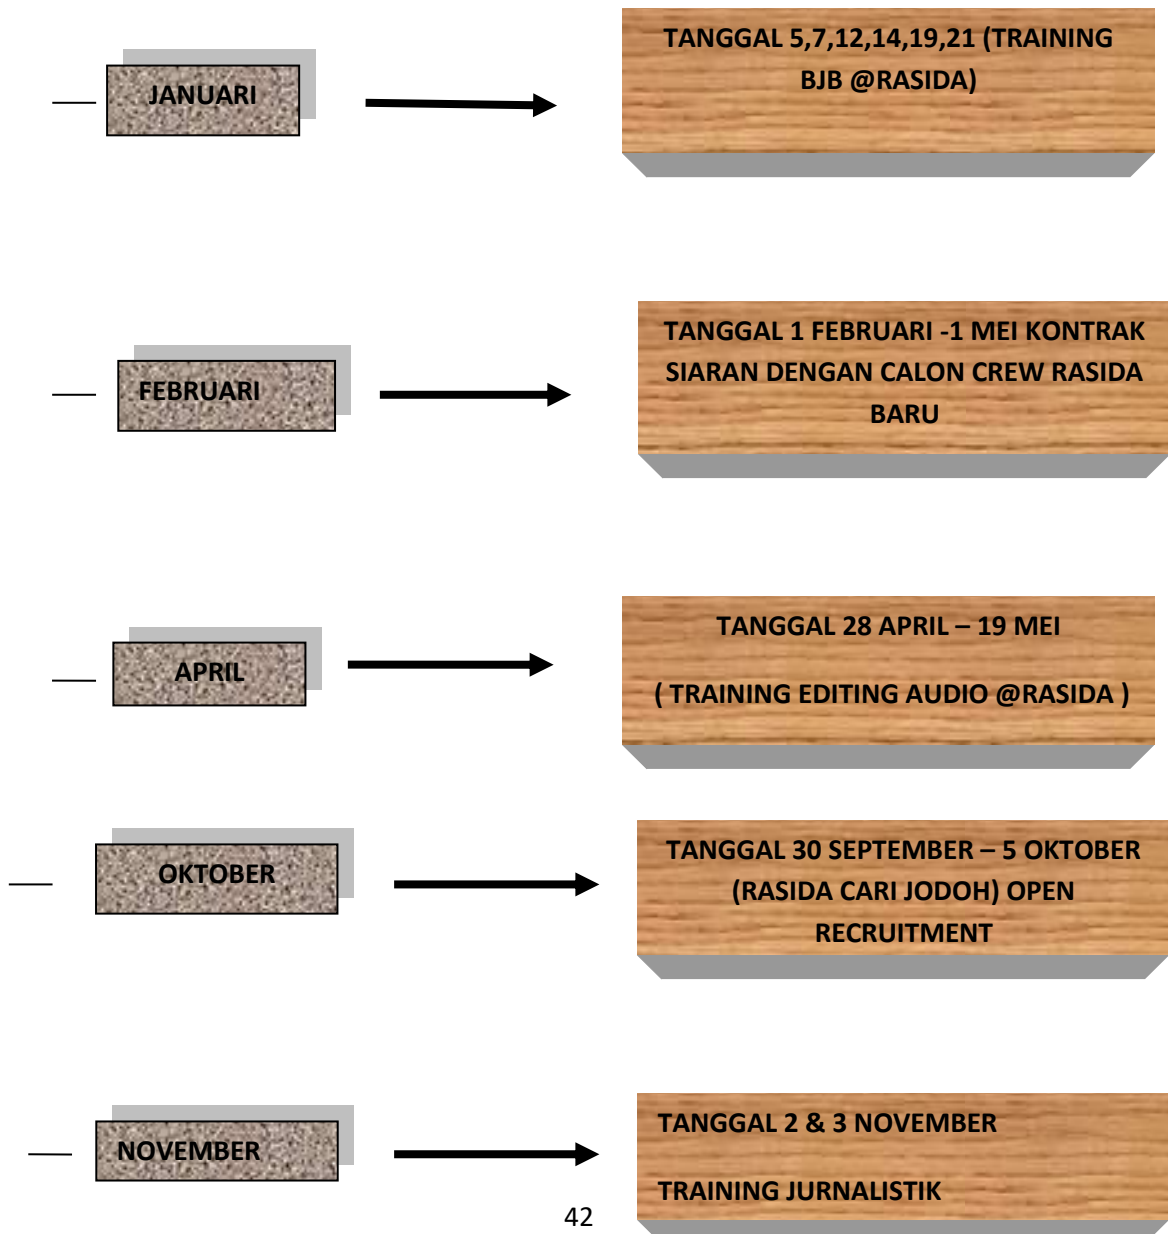 JANUARI
TANGGAL 5,7,12,14,19,21 (TRAINING
BJB @RASIDA)
FEBRUARI
TANGGAL 1 FEBRUARI -1 MEI KONTRAK
SIARAN DENGAN CALON CREW RASIDA
BARU
APRIL
TANGGAL 28 APRIL – 19 MEI
( TRAINING EDITING AUDIO @RASIDA )
OKTOBER
TANGGAL 30 SEPTEMBER – 5 OKTOBER
(RASIDA CARI JODOH) OPEN
RECRUITMENT
NOVEMBER
TANGGAL 2 & 3 NOVEMBER
TRAINING JURNALISTIK
42